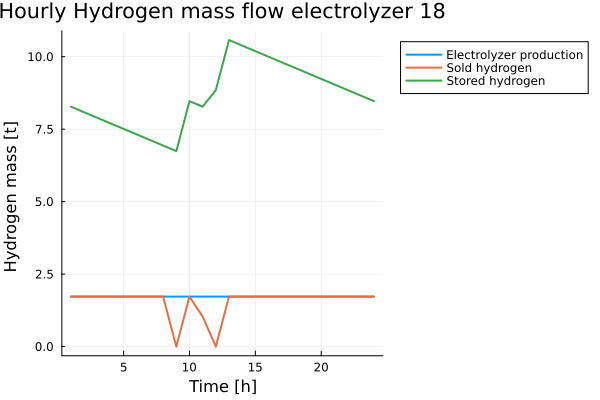 Hourly Hydrogen mass flow electrolyzer 18
Electrolyzer production
Sold hydrogen
Stored hydrogen
Hydrogen mass [t]
10.0
7.5
5.0
2.5
0.0
5
10
15
20
Time [h]